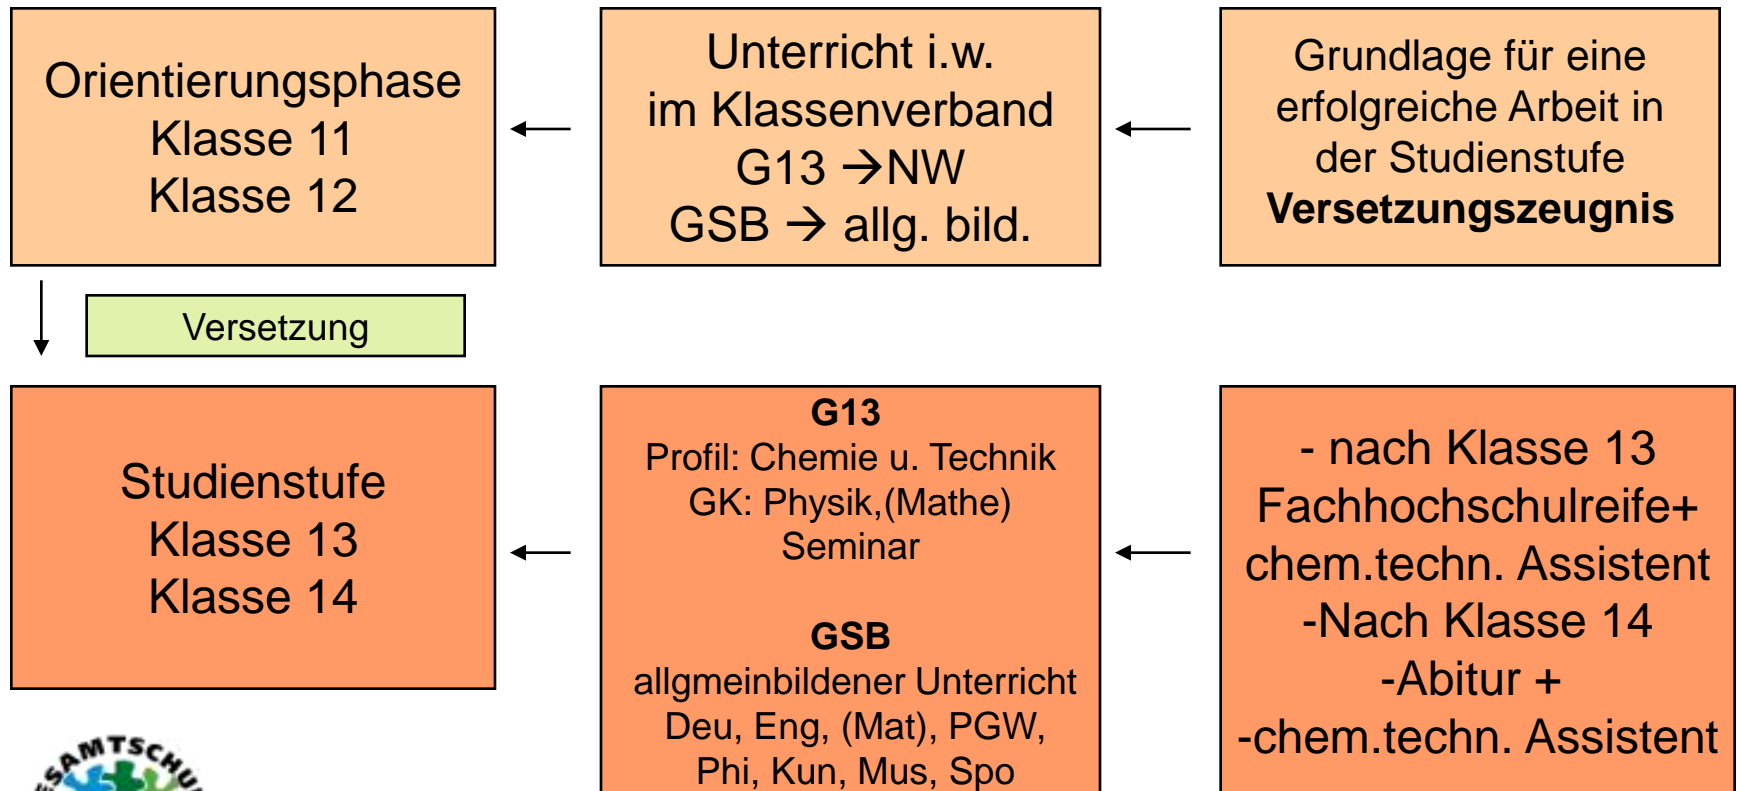 Orientierungsphase
Klasse 11
Klasse 12
Unterricht i.w.
im Klassenverband
G13 →NW
GSB → allg. bild.
Grundlage für eine
erfolgreiche Arbeit in
der Studienstufe
Versetzungszeugnis
Versetzung
Studienstufe
Klasse 13
Klasse 14
G13
Profil: Chemie u. Technik
GK: Physik,(Mathe)
Seminar
GSB
allgmeinbildener Unterricht
Deu, Eng, (Mat), PGW,
Phi, Kun, Mus, Spo
- nach Klasse 13
Fachhochschulreife+
chem.techn. Assistent
-Nach Klasse 14
-Abitur +
-chem.techn. Assistent